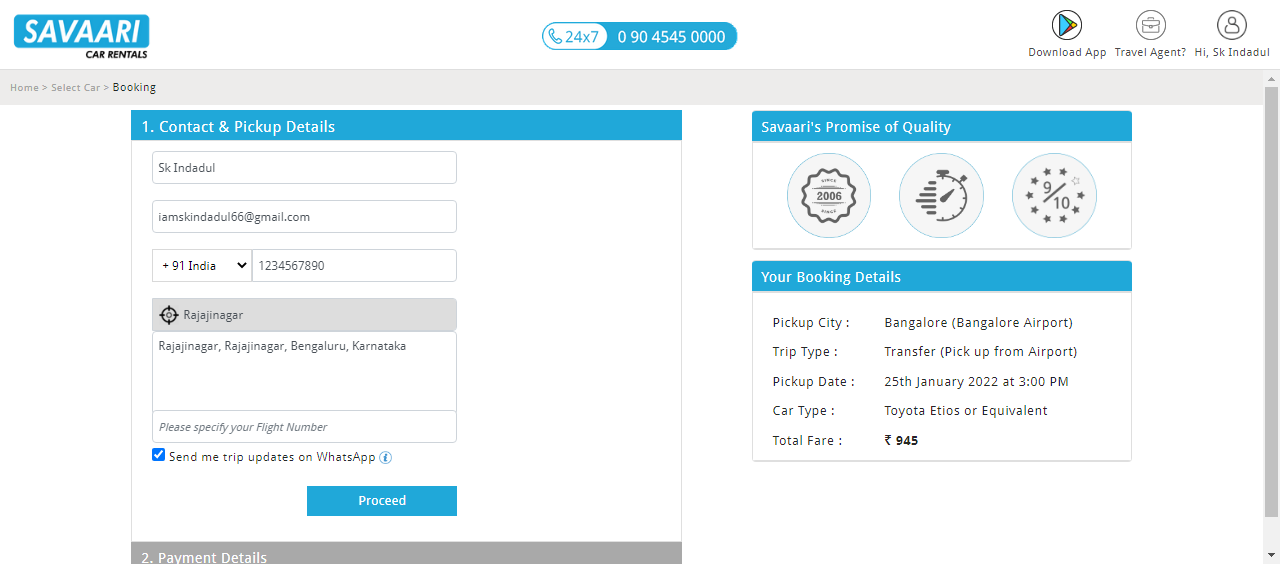 SAVAARI
CAR RENTALS
24x7 0 90 4545 0000
Download App
Travel Agent?
Hi, Sk Indadul
Home > Select Car > Booking
1. Contact & Pickup Details
Sk Indadul
iamskindadul66@gmail.com
+ 91 India
1234567890
Rajajinagar
Rajajinagar, Rajajinagar, Bengaluru, Karnataka
Please specify your Flight Number
Send me trip updates on WhatsApp i
Proceed
2. Payment Details
Savaari's Promise of Quality
SINCE
2006
SINCE
9/10
Your Booking Details
Pickup City : Bangalore (Bangalore Airport)
Trip Type : Transfer (Pick up from Airport)
Pickup Date : 25th January 2022 at 3:00 PM
Car Type : Toyota Etios or Equivalent
Total Fare : ₹ 945